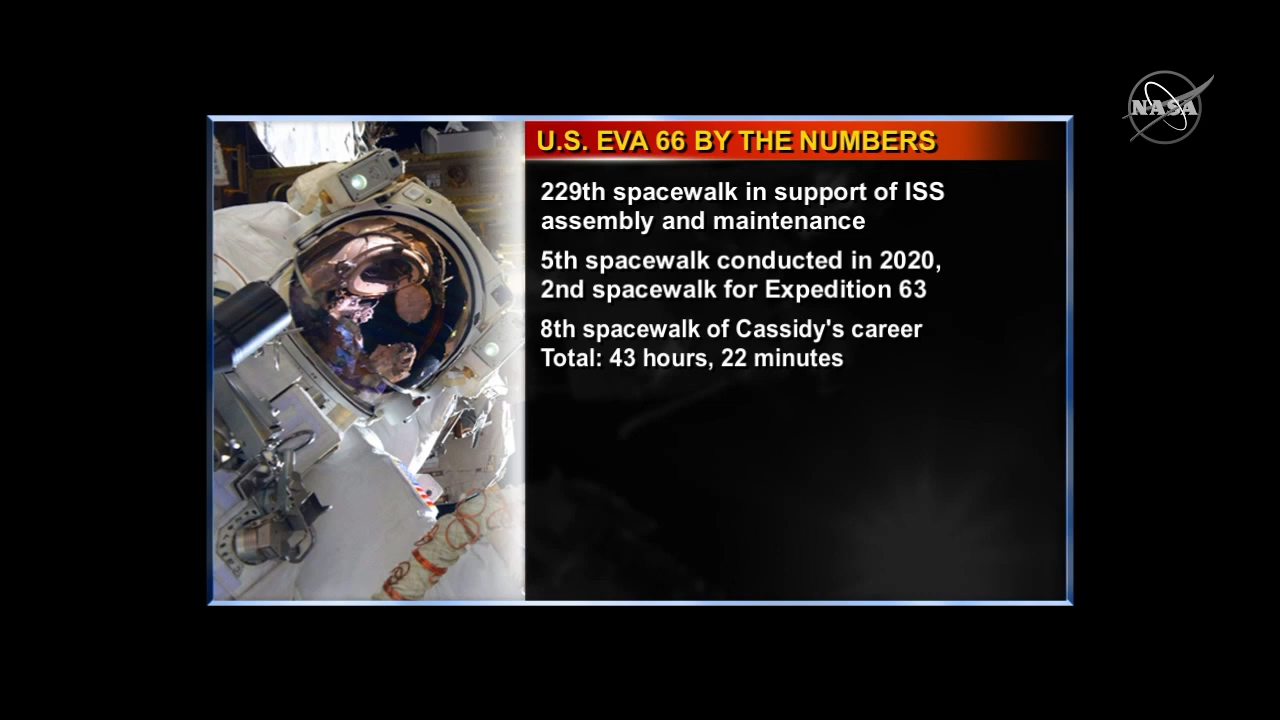 NASA
U.S. EVA 66 BY THE NUMBERS
229th spacewalk in support of ISS
assembly and maintenance
5th spacewalk conducted in 2020,
2nd spacewalk for Expedition 63
8th spacewalk of Cassidy's career
Total: 43 hours, 22 minutes